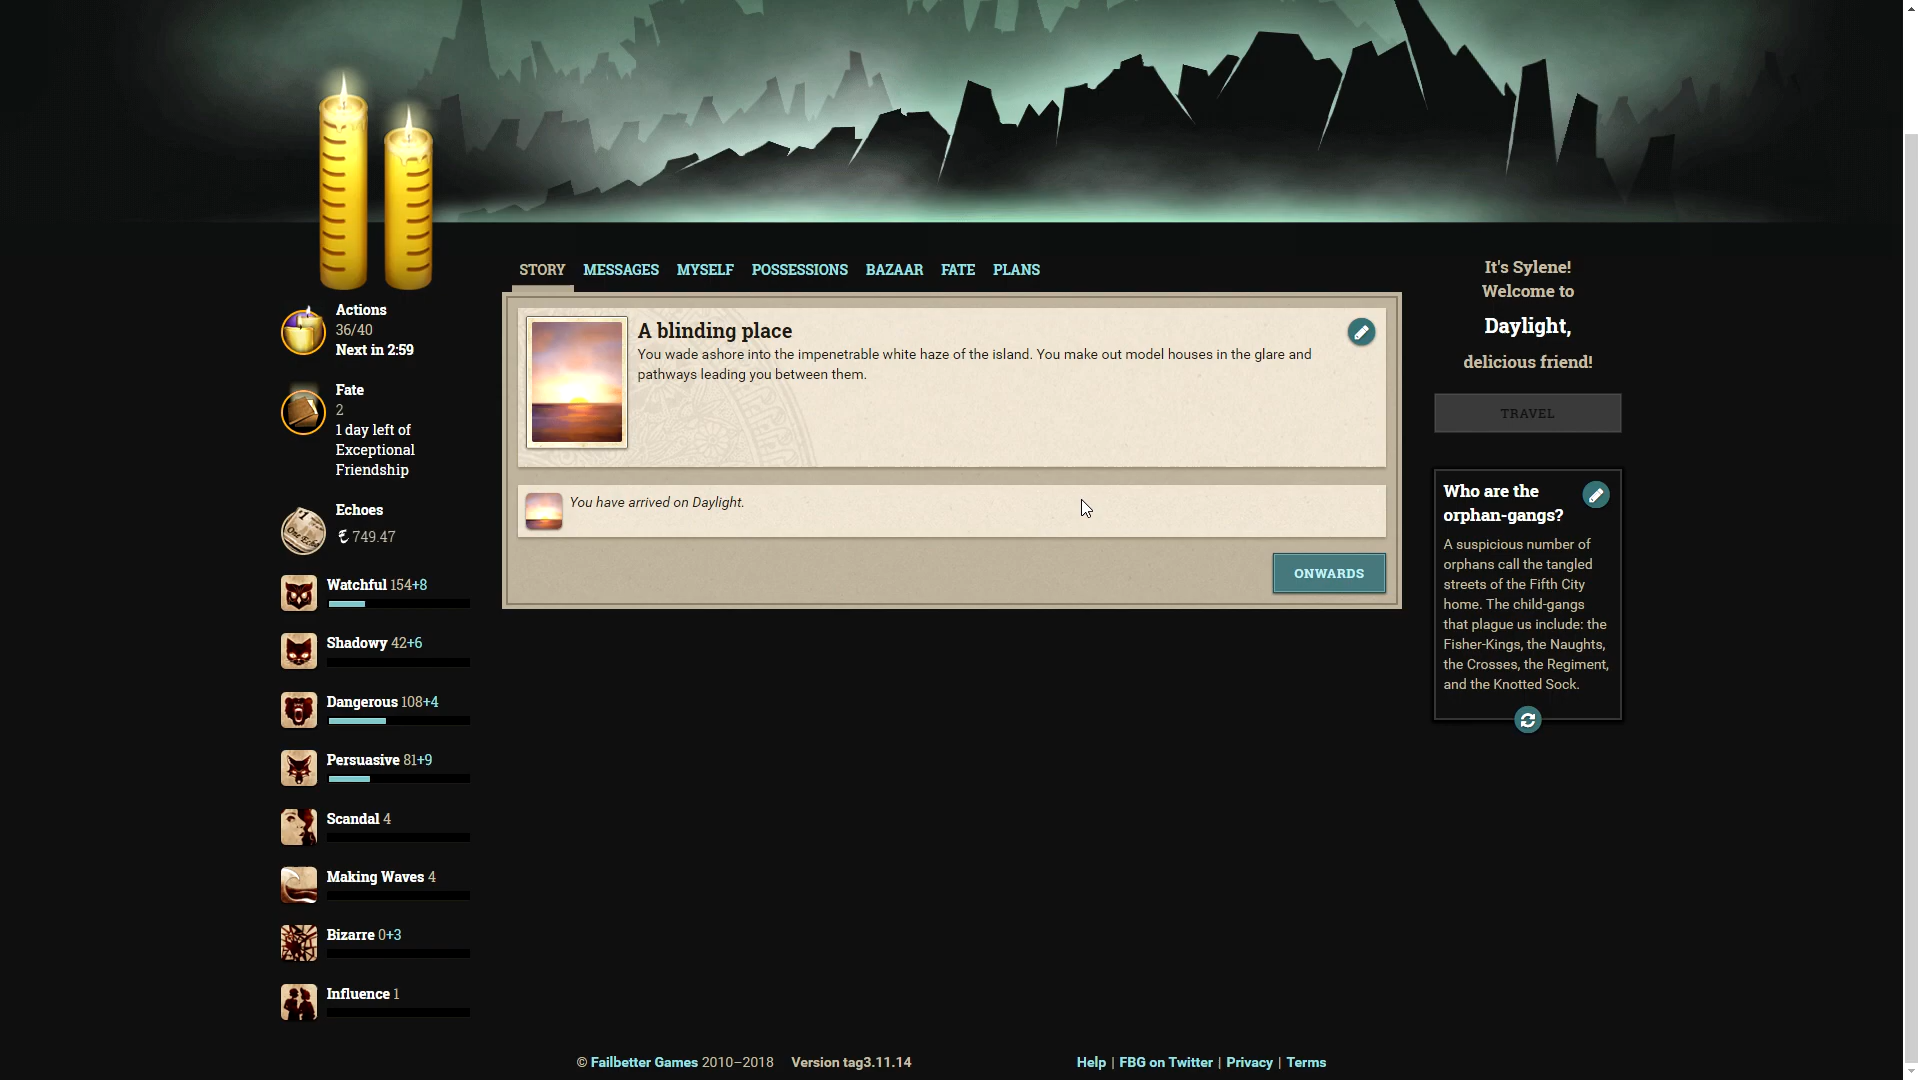 Actions
36/40
Next in 2:59
Fate
2
1 day left of
Exceptional
Friendship
Echoes
749.47
Watchful 154+8
Shadowy 42+6
Dangerous 108+4
Persuasive 81+9
Scandal 4
Making Waves 4
Bizarre 0+3
Influence 1
STORY MESSAGES MYSELF POSSESSIONS BAZAAR FATE PLANS
A blinding place
You wade ashore into the impenetrable white haze of the island. You make out model houses in the glare and
pathways leading you between them.
You have arrived on Daylight.
ONWARDS
It's Sylene!
Welcome to
Daylight,
delicious friend!
TRAVEL
Who are the
orphan-gangs?
A suspicious number of
orphans call the tangled
streets of the Fifth City
home. The child-gangs
that plague us include: the
Fisher-Kings, the Naughts,
the Crosses, the Regiment,
and the Knotted Sock.
© Failbetter Games 2010–2018 Version tag3.11.14
Help | FBG on Twitter | Privacy | Terms